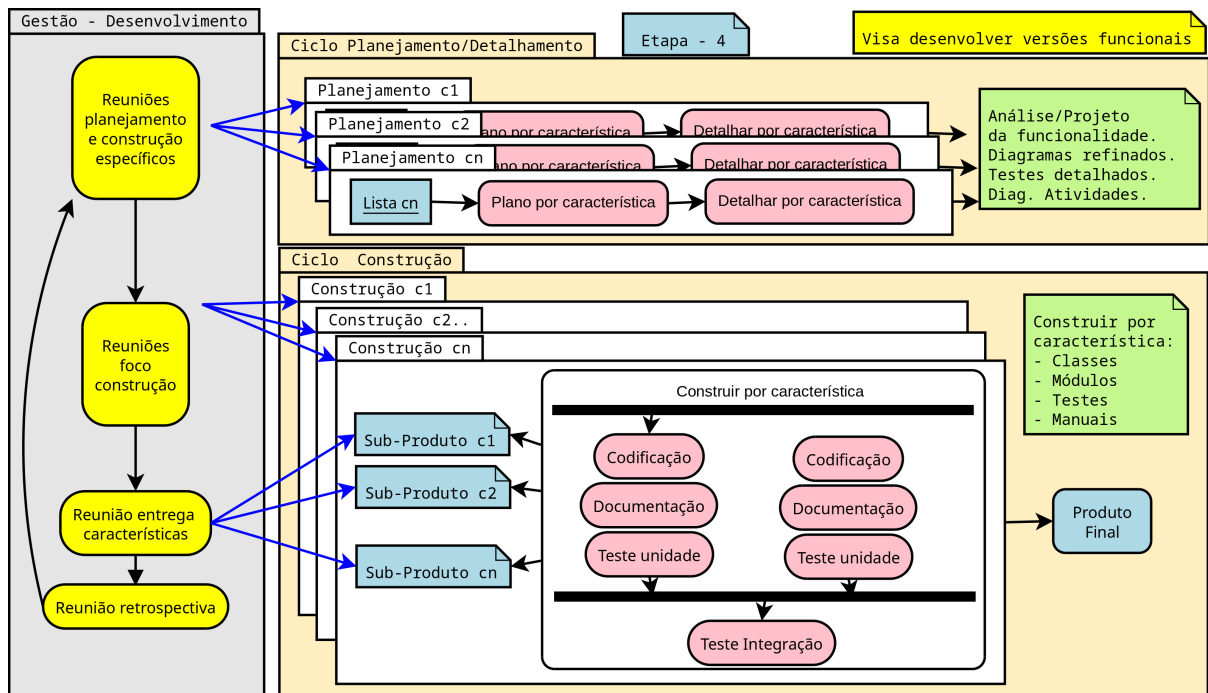 Gestão - Desenvolvimento
Etapa - 4
Visa desenvolver versões funcionais
Ciclo Planejamento/Detalhamento
Reuniões
planejamento
e construção
específicos
Planejamento c1
Detalhar por característica
Planejamento c2
por característica
Detalhar por característica
Planejamento cn
por característica
Lista cn
Plano por característica
Detalhar por característica
Análise/Projeto
da funcionalidade.
Diagramas refinados.
Testes detalhados.
Diag. Atividades.
Ciclo  Construção
Reuniões
foco
construção
Construção c1
Construção c2..
Construção cn
Construir por
característica:
- Classes
- Módulos
- Testes
- Manuais
Construir por característica
Sub-Produto c1
Sub-Produto c2
Sub-Produto cn
Codificação
Documentação
Teste unidade
Codificação
Documentação
Teste unidade
Teste Integração
Produto
Final
Reunião entrega
características
Reunião retrospectiva